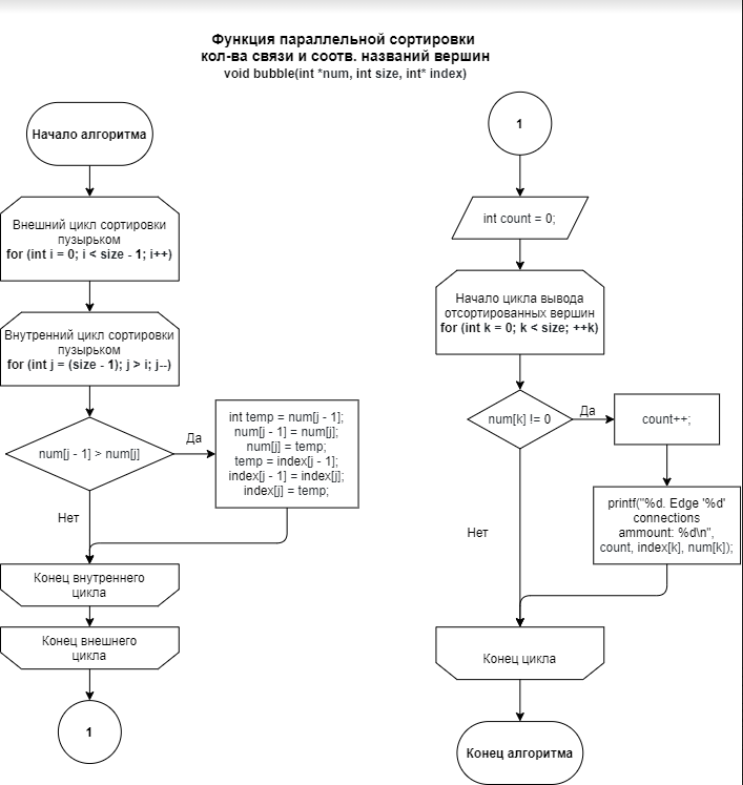 Функция параллельной сортировки
кол-ва связи и соотв. названий вершин
void bubble(int *num, int size, int* index)
Начало алгоритма
Внешний цикл сортировки
пузырьком
for (int i = 0; i < size - 1; i++)
Внутренний цикл сортировки
пузырьком
for (int j = (size - 1); j > i; j--)
num[j - 1] > num[j]
Да
int temp = num[j - 1];
num[j - 1] = num[j];
num[j] = temp;
temp = index[j - 1];
index[j - 1] = index[j];
index[j] = temp;
Нет
Конец внутреннего
цикла
Конец внешнего
цикла
1
1
int count = 0;
Начало цикла вывода
отсортированных вершин
for (int k = 0; k < size; ++k)
num[k] != 0
Да
count++;
printf("%d. Edge '%d'
connections
ammount: %d\n",
count, index[k], num[k]);
Нет
Конец цикла
Конец алгоритма